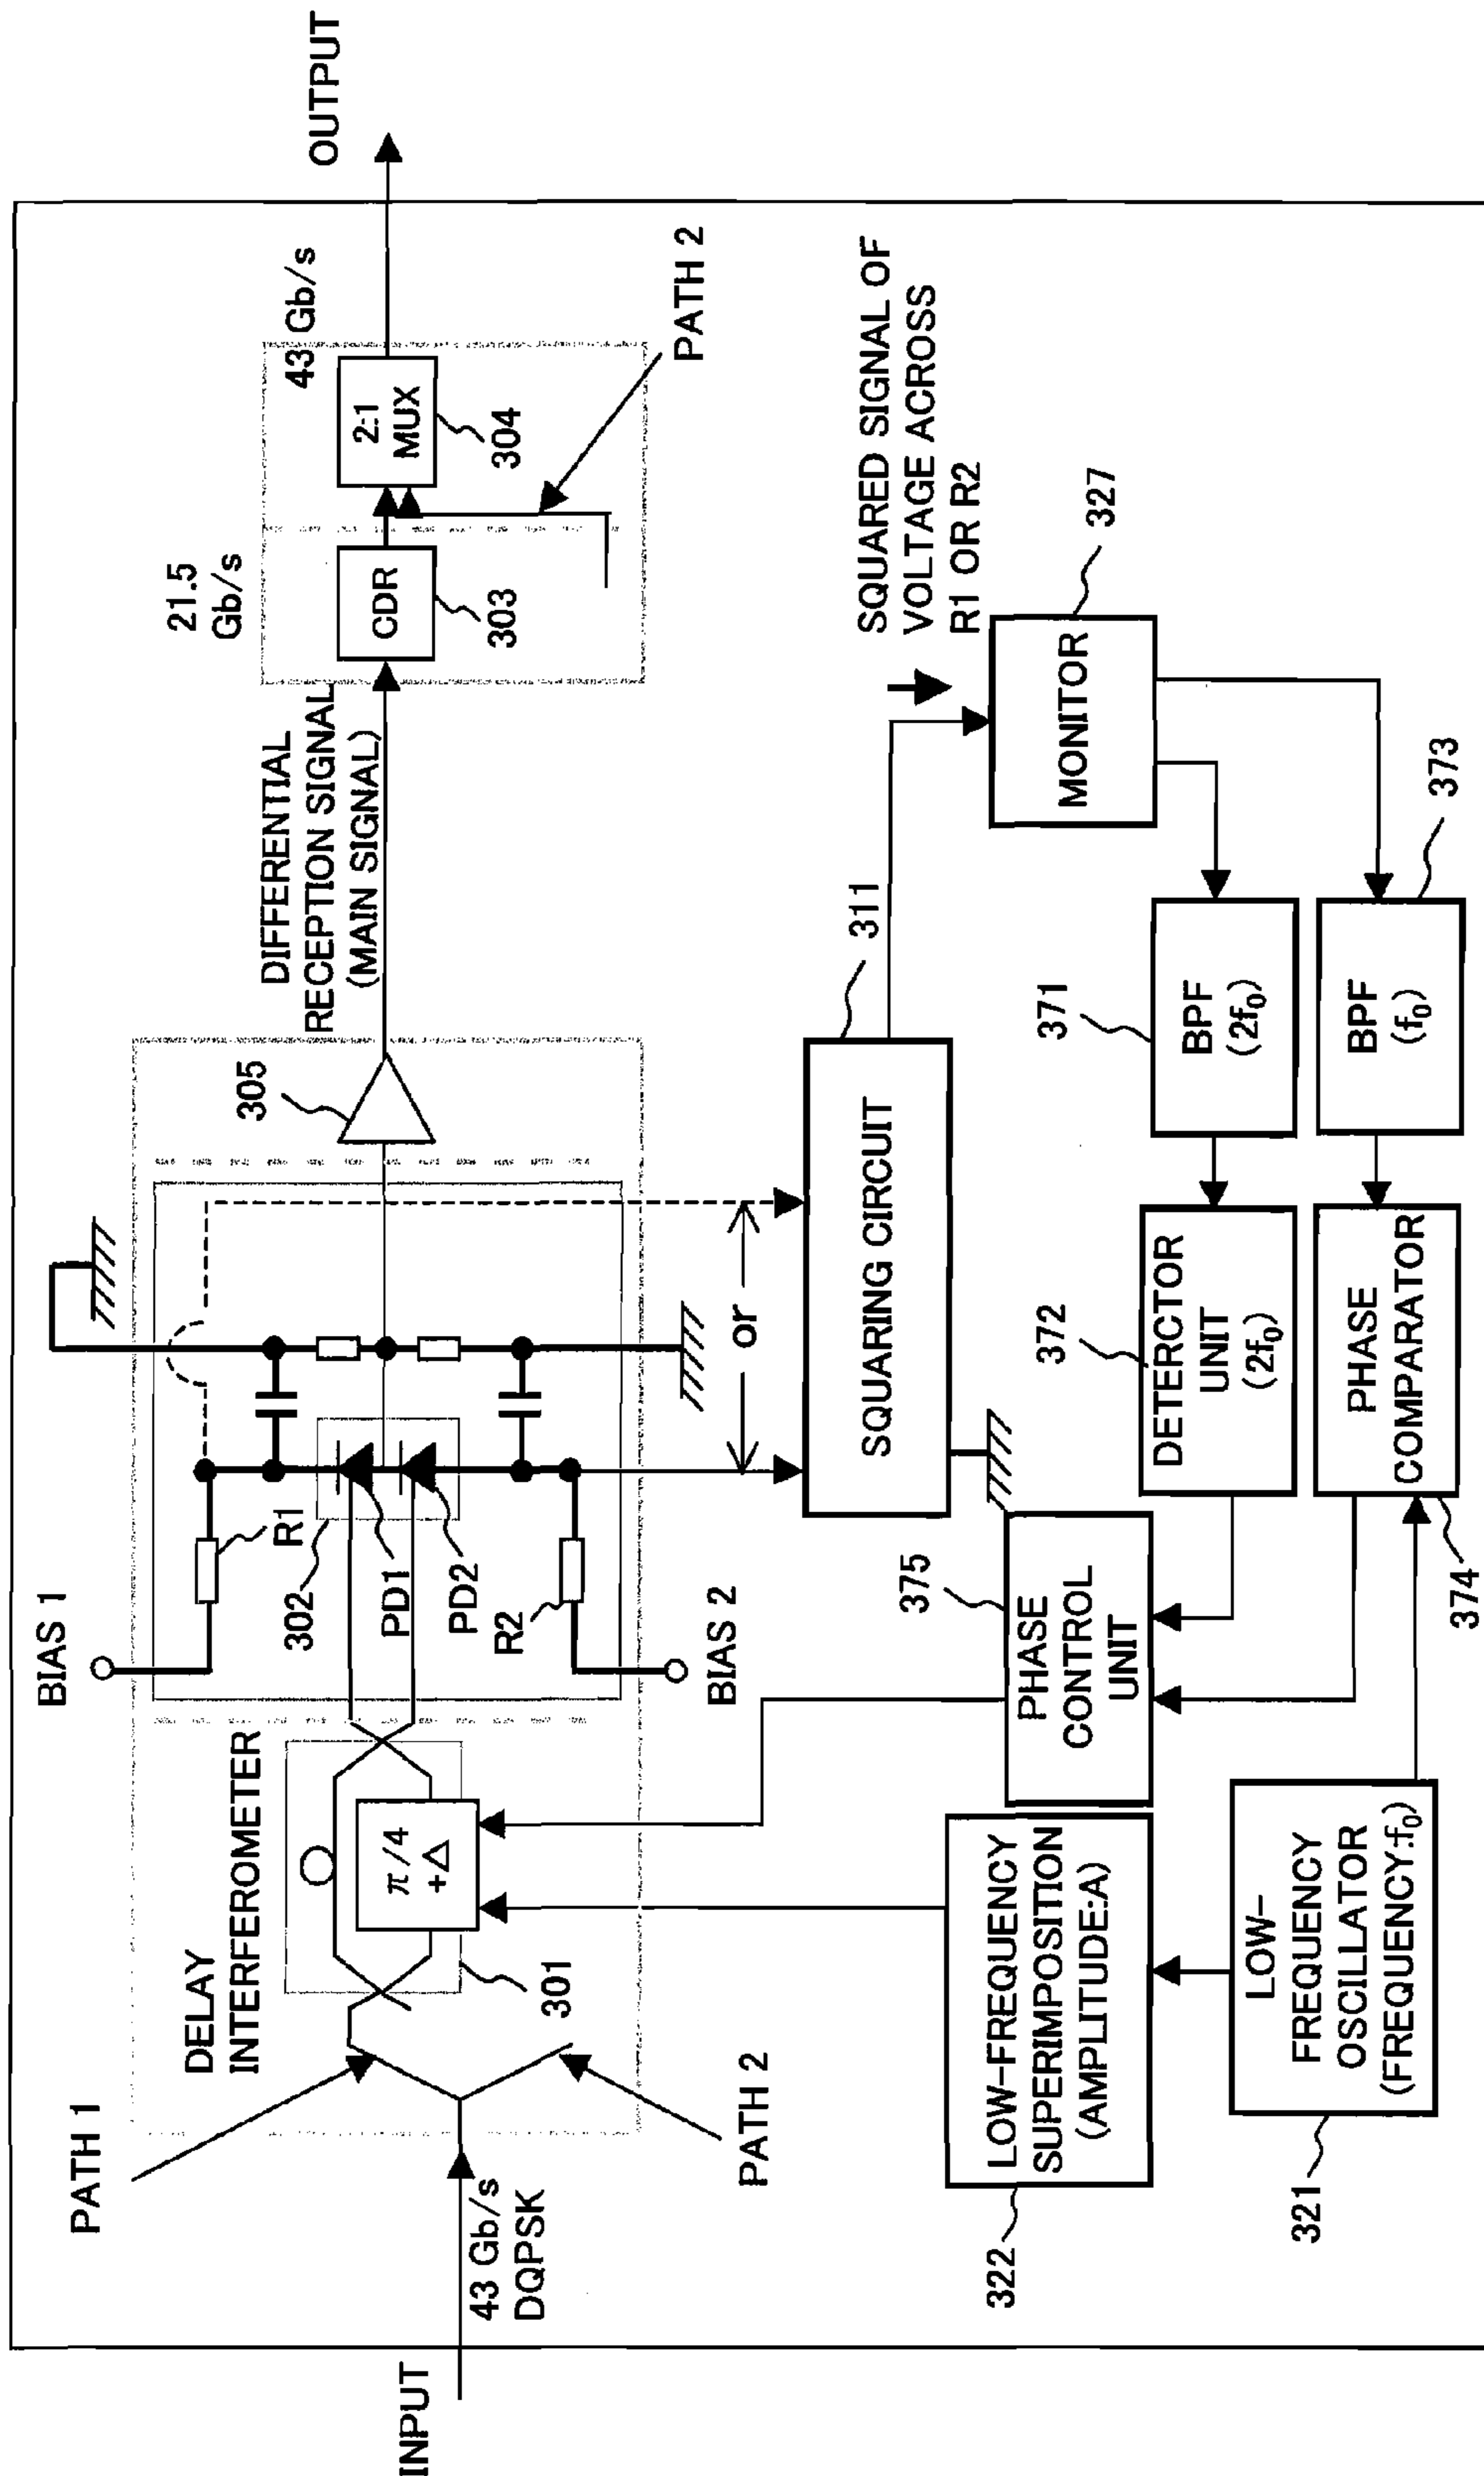 INPUT
43 Gb/s
DQPSK
PATH 1
PATH 2
DELAY
INTERFEROMETER
π/4
+Δ
301
BIAS 1
R1
302
PD1
PD2
R2
BIAS 2
305
DIFFERENTIAL
RECEPTION SIGNAL
(MAIN SIGNAL)
21.5
Gb/s
CDR
303
43 Gb/s
2:1
MUX
304
PATH 2
OUTPUT
or
SQUARING CIRCUIT
311
SQUARED SIGNAL OF
VOLTAGE ACROSS
R1 OR R2
MONITOR
327
322
LOW-FREQUENCY
SUPERIMPOSITION
(AMPLITUDE:A)
375
PHASE
CONTROL
UNIT
372
DETERCTOR
UNIT
(2f₀)
371
BPF
(2f₀)
321
LOW-
FREQUENCY
OSCILLATOR
(FREQUENCY:f₀)
374
PHASE
COMPARATOR
BPF
(f₀)
373